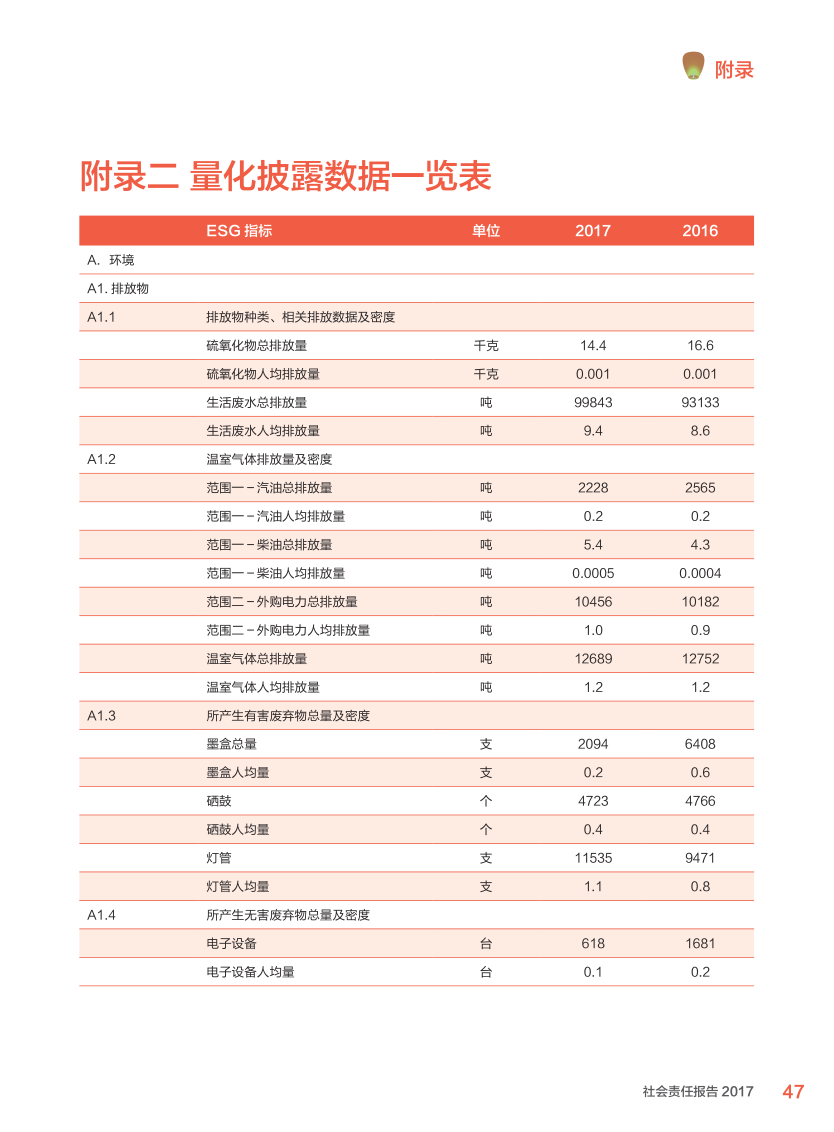 附录
附录二 量化披露数据一览表
ESG 指标 单位 2017 2016
A. 环境
A1. 排放物
A1.1 排放物种类、相关排放数据及密度
硫氧化物总排放量 千克 14.4 16.6
硫氧化物人均排放量 千克 0.001 0.001
生活废水总排放量 吨 99843 93133
生活废水人均排放量 吨 9.4 8.6
A1.2 温室气体排放量及密度
范围一 – 汽油总排放量 吨 2228 2565
范围一 – 汽油人均排放量 吨 0.2 0.2
范围一 – 柴油总排放量 吨 5.4 4.3
范围一 – 柴油人均排放量 吨 0.0005 0.0004
范围二 – 外购电力总排放量 吨 10456 10182
范围二 – 外购电力人均排放量 吨 1.0 0.9
温室气体总排放量 吨 12689 12752
温室气体人均排放量 吨 1.2 1.2
A1.3 所产生有害废弃物总量及密度
墨盒总量 支 2094 6408
墨盒人均量 支 0.2 0.6
硒鼓 个 4723 4766
硒鼓人均量 个 0.4 0.4
灯管 支 11535 9471
灯管人均量 支 1.1 0.8
A1.4 所产生无害废弃物总量及密度
电子设备 台 618 1681
电子设备人均量 台 0.1 0.2
社会责任报告 2017 47